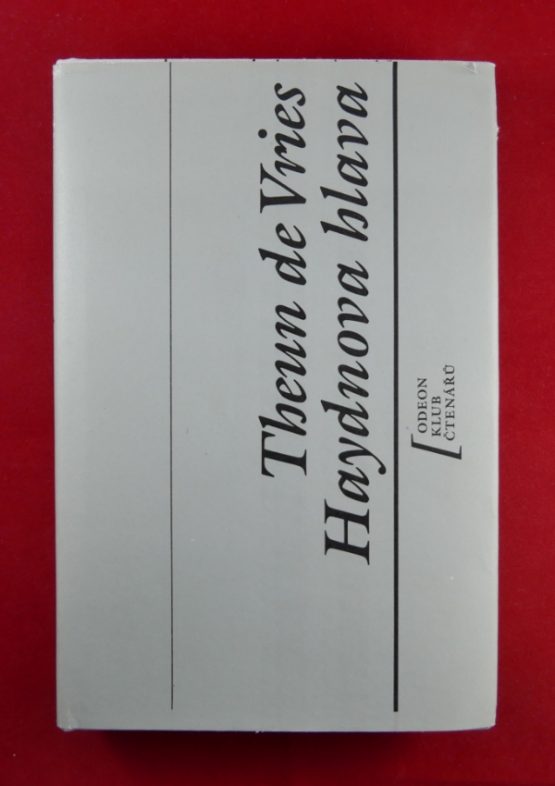 Theun de Vries
Haydnova hlava
ODEON
KLUB
ČTENÁŘŮ